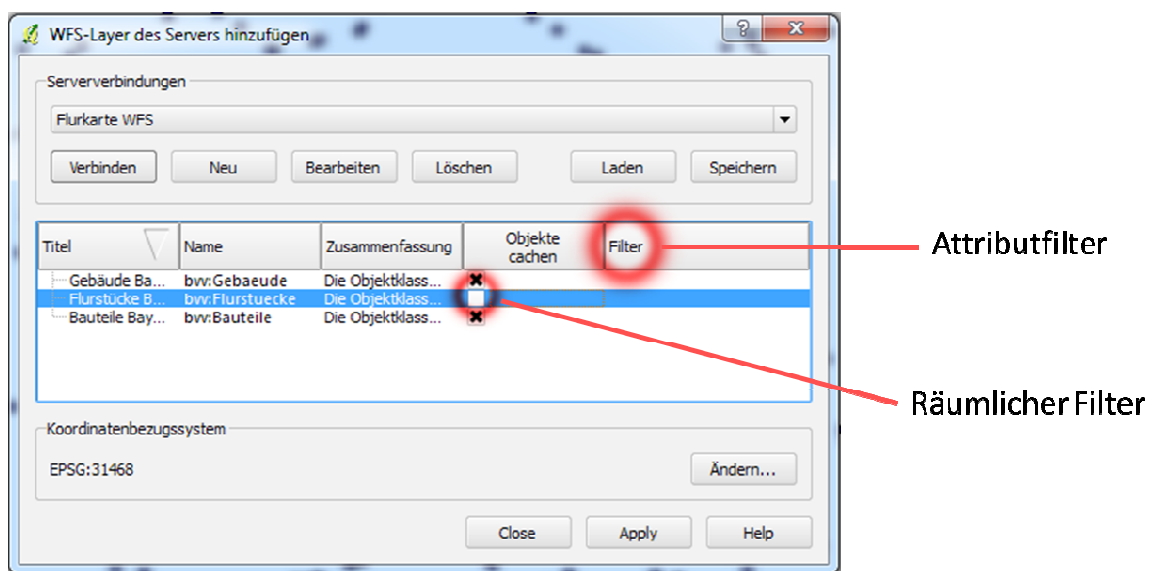 WFS-Layer des Servers hinzufügen
Serververbindungen
Flurkarte WFS
Verbinden Neu Bearbeiten Löschen Laden Speichern
Titel Name Zusammenfassung Objekte cachen Filter
Attributfilter
Gebäude Ba... bvv:Gebaeude Die Objektklass...
Flurstücke B... bvv:Flurstuecke Die Objektklass...
Bauteile Bay... bvv:Bauteile Die Objektklass...
Räumlicher Filter
Koordinatenbezugssystem
EPSG:31468 Ändern...
Close Apply Help